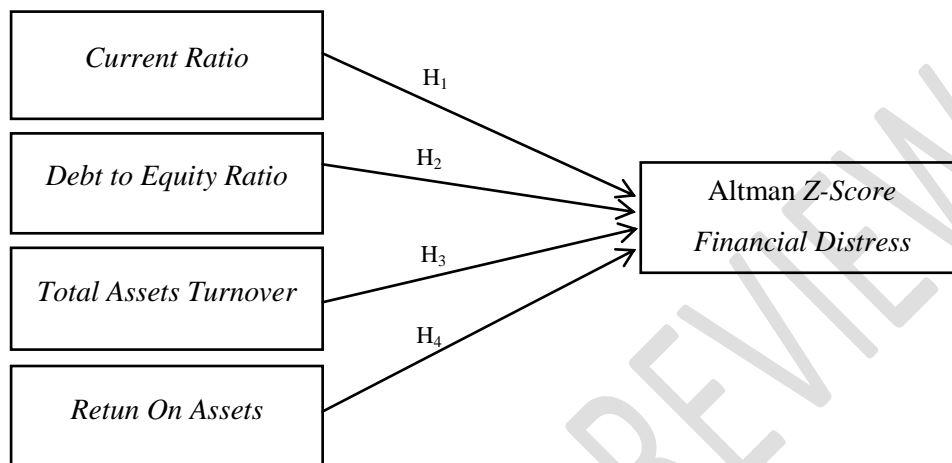 Current Ratio
H₁
Debt to Equity Ratio
H₂
Altman Z-Score
Financial Distress
Total Assets Turnover
H₃
Retun On Assets
H₄
REVIEW